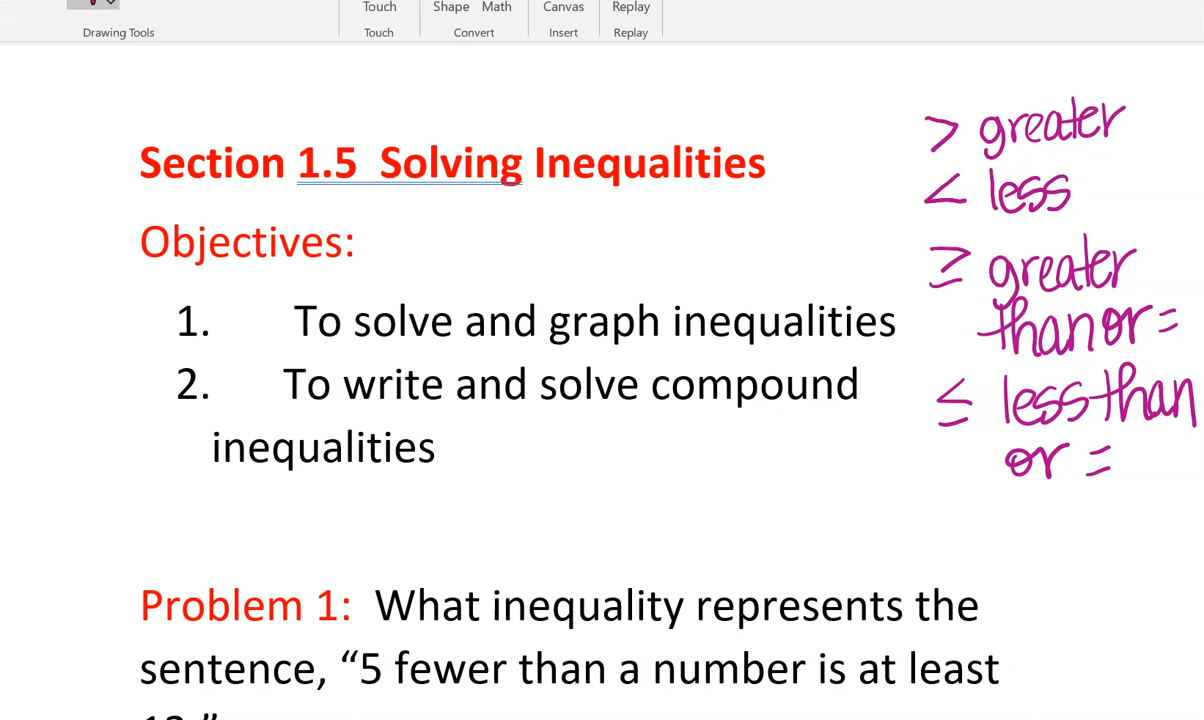 Touch Shape Math Canvas Replay
Drawing Tools Touch Convert Insert Replay
Section 1.5 Solving Inequalities
Objectives:
1. To solve and graph inequalities
2. To write and solve compound
inequalities
> greater
< less
≥ greater
than or =
≤ less than
or =
Problem 1: What inequality represents the
sentence, “5 fewer than a number is at least